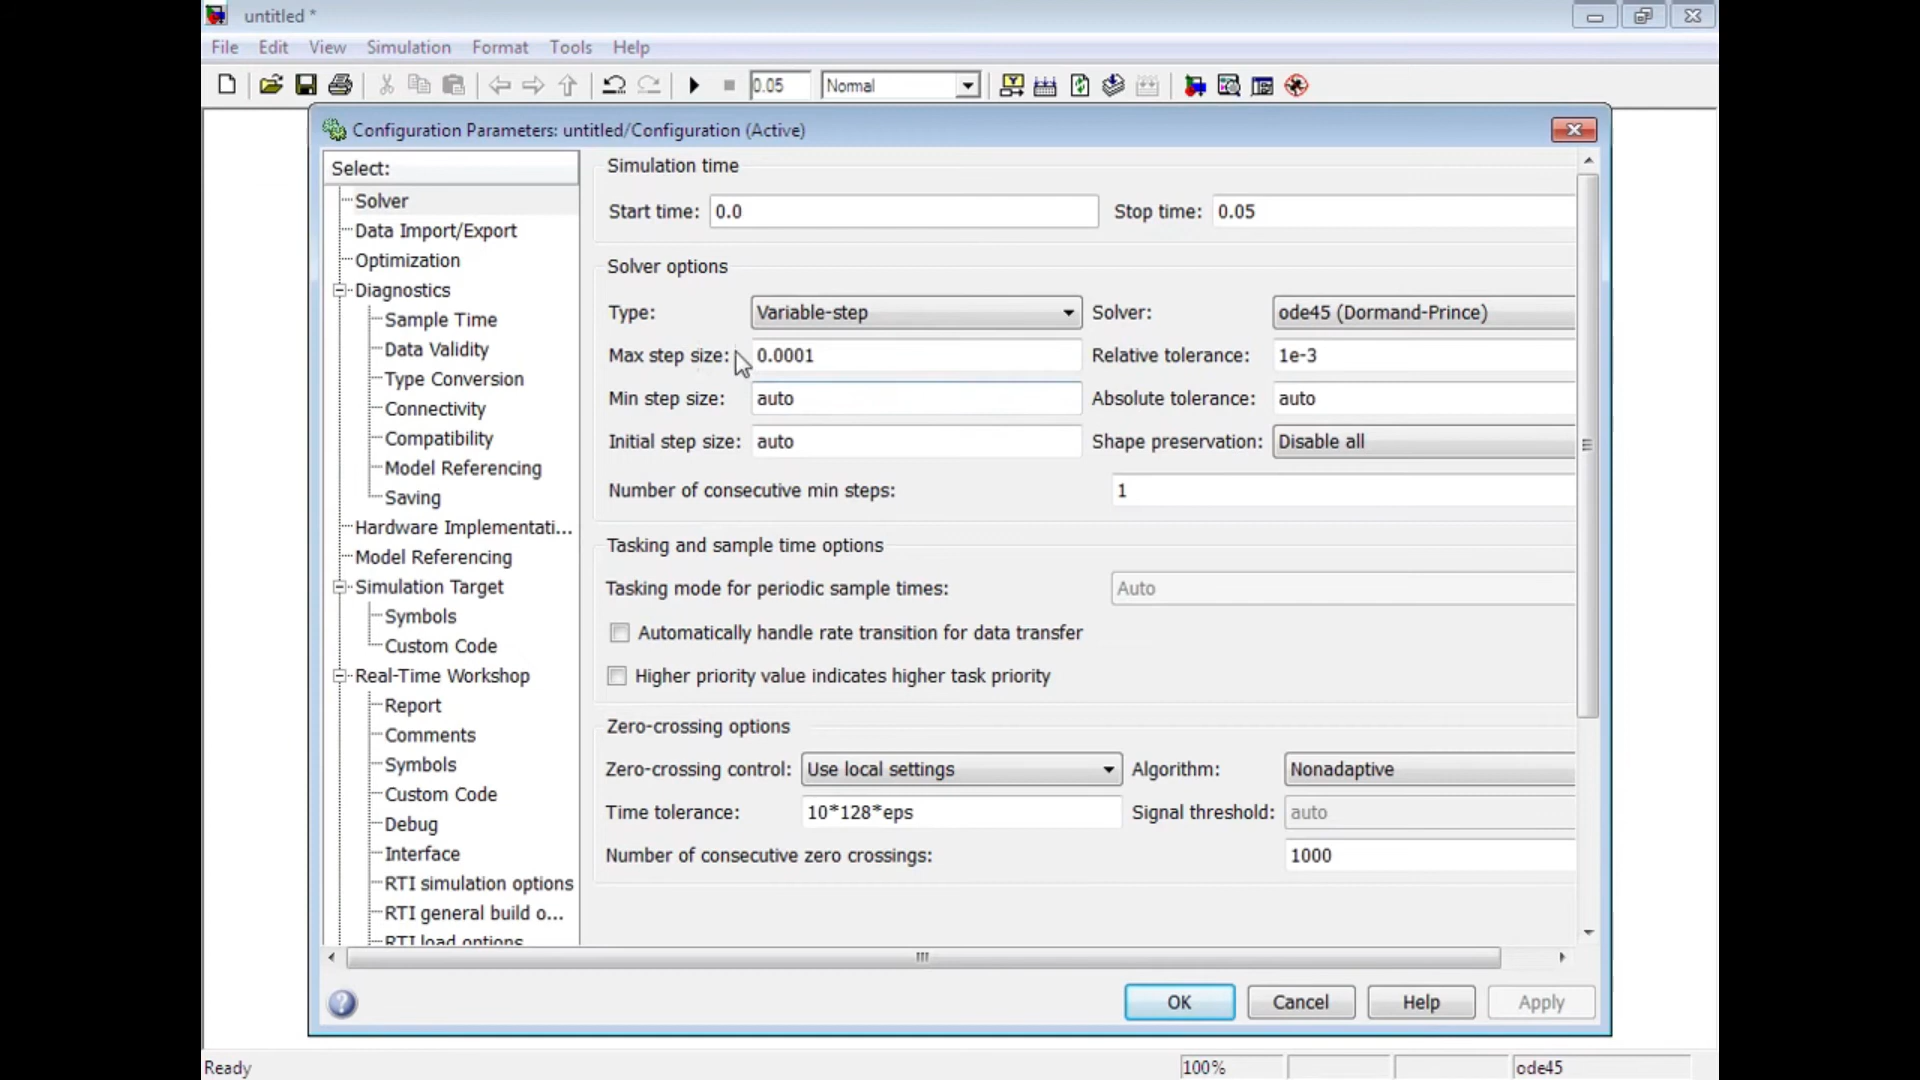 untitled *
File Edit View Simulation Format Tools Help
0.05 Normal
Configuration Parameters: untitled/Configuration (Active)
Select:
Solver
Data Import/Export
Optimization
Diagnostics
Sample Time
Data Validity
Type Conversion
Connectivity
Compatibility
Model Referencing
Saving
Hardware Implementati...
Model Referencing
Simulation Target
Symbols
Custom Code
Real-Time Workshop
Report
Comments
Symbols
Custom Code
Debug
Interface
RTI simulation options
RTI general build o...
RTI load options
Simulation time
Start time: 0.0 Stop time: 0.05
Solver options
Type: Variable-step Solver: ode45 (Dormand-Prince)
Max step size: 0.0001 Relative tolerance: 1e-3
Min step size: auto Absolute tolerance: auto
Initial step size: auto Shape preservation: Disable all
Number of consecutive min steps: 1
Tasking and sample time options
Tasking mode for periodic sample times: Auto
Automatically handle rate transition for data transfer
Higher priority value indicates higher task priority
Zero-crossing options
Zero-crossing control: Use local settings Algorithm: Nonadaptive
Time tolerance: 10*128*eps Signal threshold: auto
Number of consecutive zero crossings: 1000
OK Cancel Help Apply
Ready 100% ode45